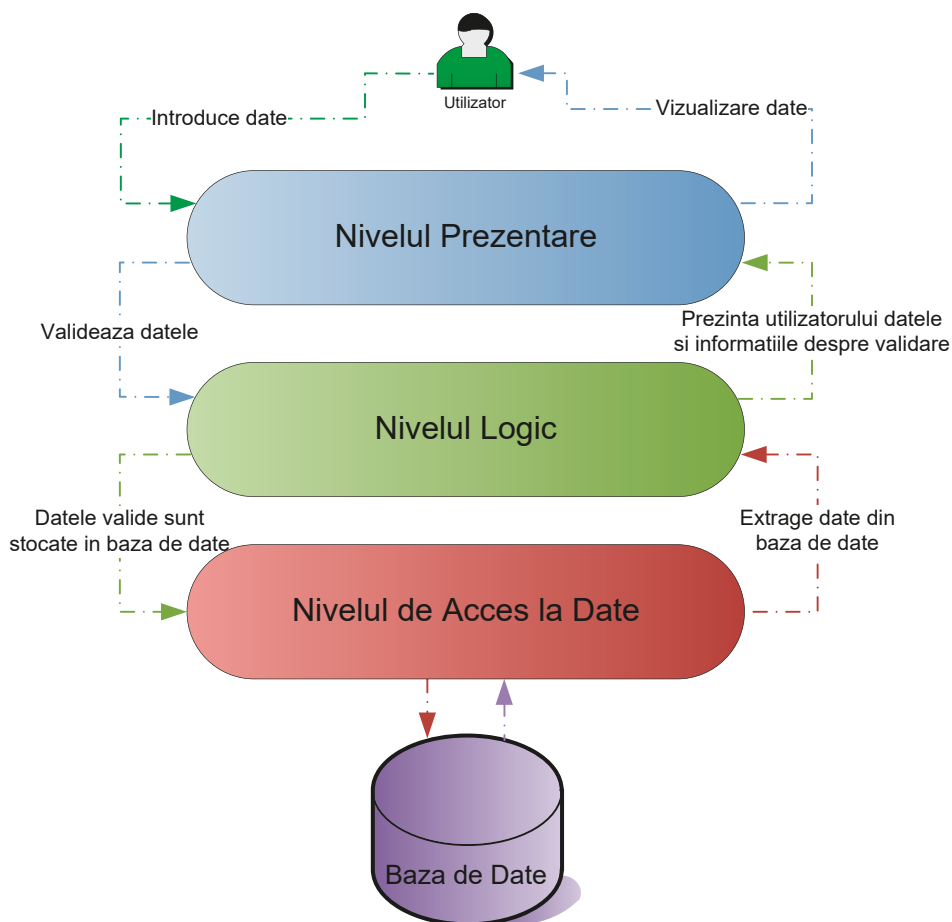 Utilizator
Introduce date
Vizualizare date
Nivelul Prezentare
Valideaza datele
Prezinta utilizatorului datele
si informatiile despre validare
Nivelul Logic
Datele valide sunt
stocate in baza de date
Extrage date din
baza de date
Nivelul de Acces la Date
Baza de Date